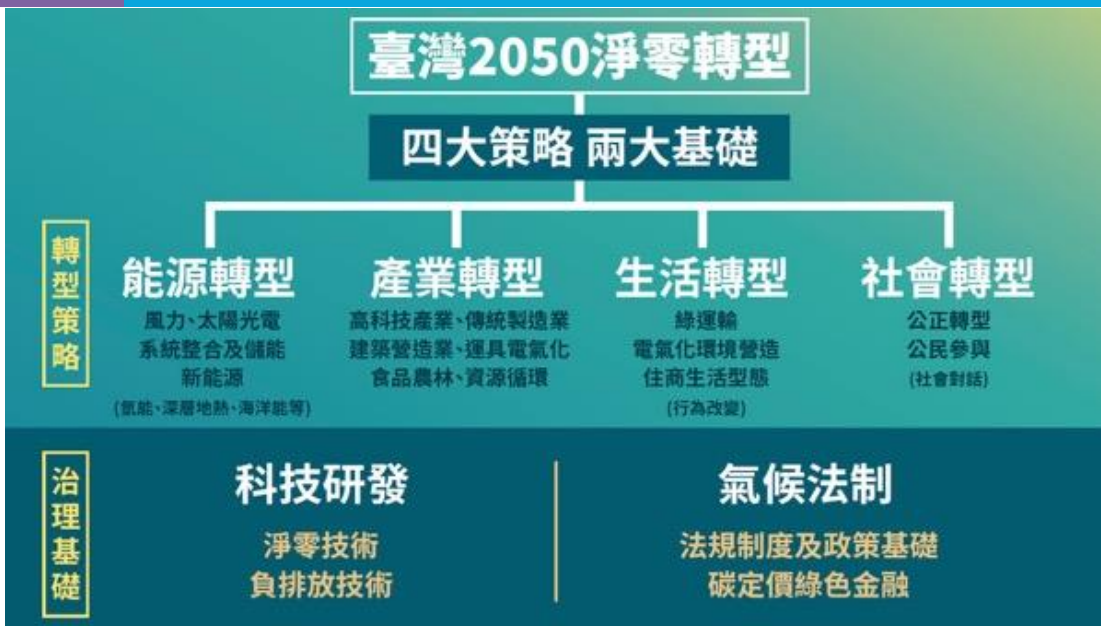 臺灣2050淨零轉型
四大策略 兩大基礎
轉型策略
能源轉型
風力、太陽光電
系統整合及儲能
新能源
(氫能、深層地熱、海洋能等)
產業轉型
高科技產業、傳統製造業
建築營造業、運具電氣化
食品農林、資源循環
生活轉型
綠運輸
電氣化環境營造
住商生活型態
(行為改變)
社會轉型
公正轉型
公民參與
(社會對話)
治理基礎
科技研發
淨零技術
負排放技術
氣候法制
法規制度及政策基礎
碳定價綠色金融